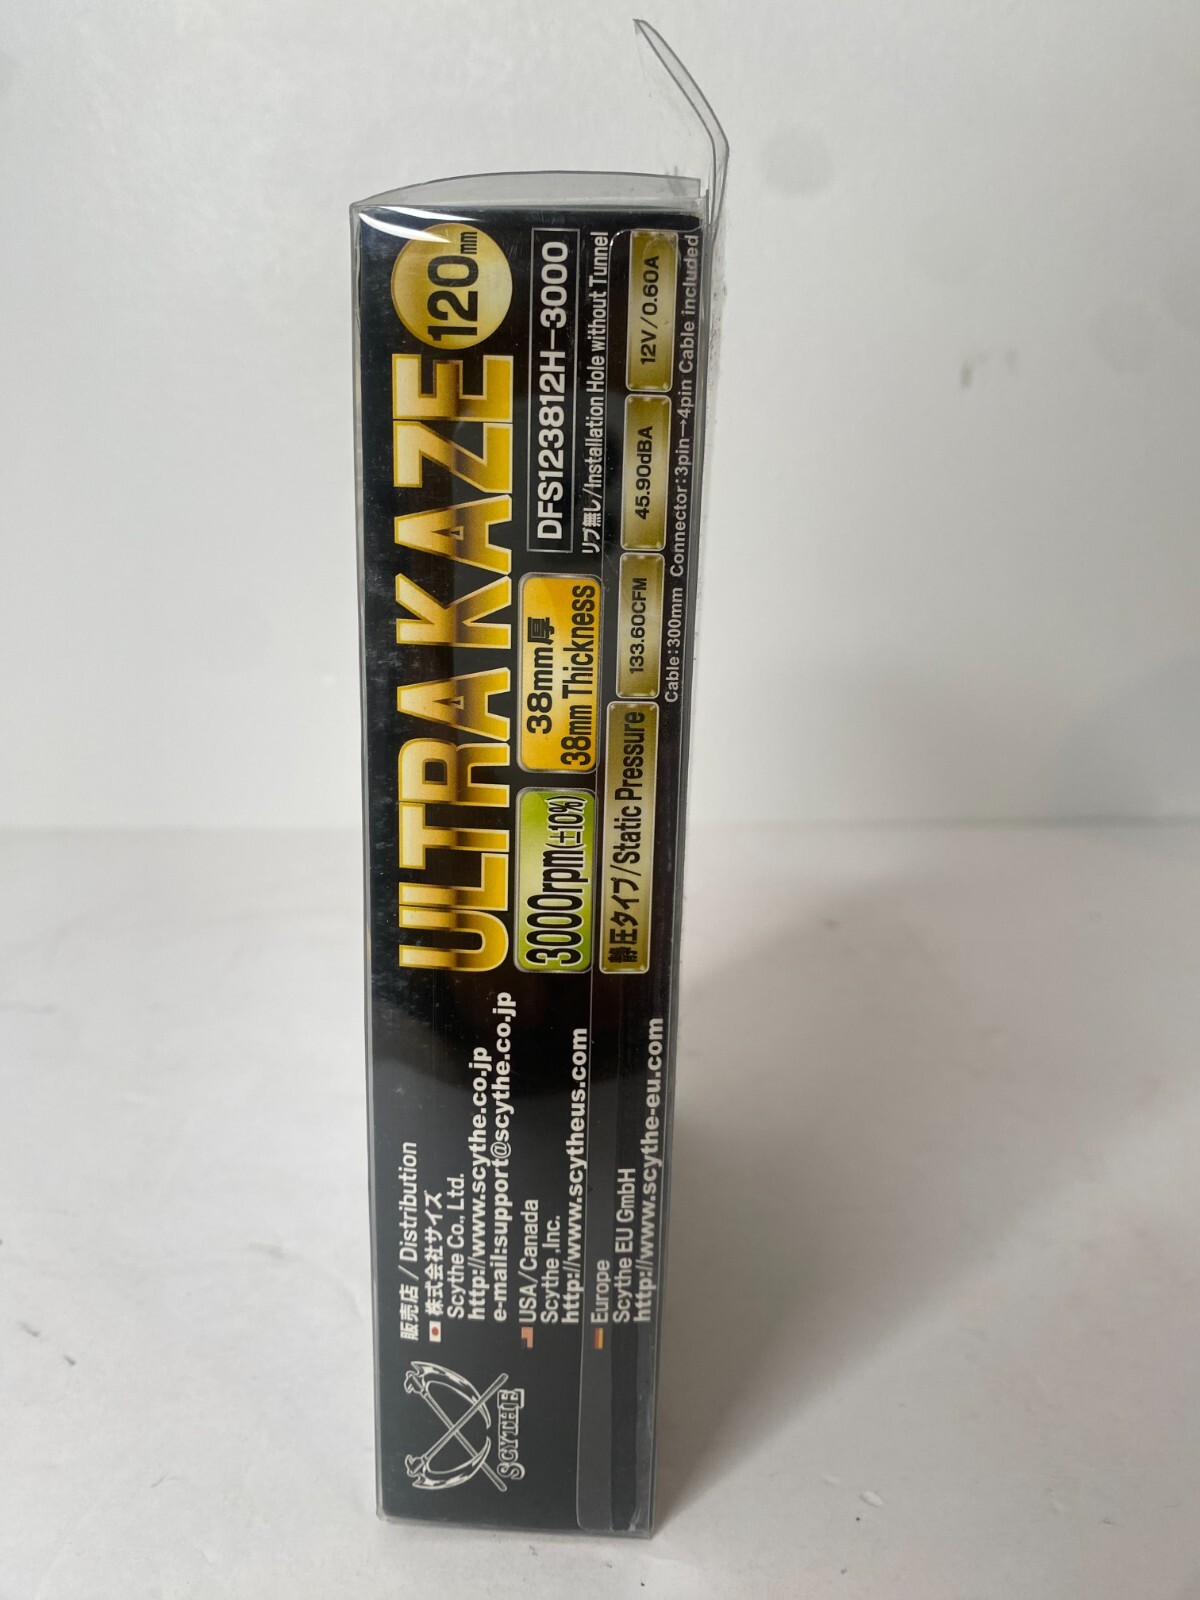 ULTRA KAZE 120mm
3000rpm(±10%)
38mm厚
38mm Thickness
DFS123812H-3000
リブ無し/Installation Hole without Tunnel
静圧タイプ/Static Pressure
133.60CFM
45.90dBA
12V/0.60A
Cable:300mm Connector:3pin→4pin Cable included
SCYTHE
販売店 / Distribution
株式会社サイズ
Scythe Co., Ltd.
http://www.scythe.co.jp
e-mail:support@scythe.co.jp
USA/Canada
Scythe .Inc.
http://www.scytheus.com
Europe
Scythe EU GmbH
http://www.scythe-eu.com